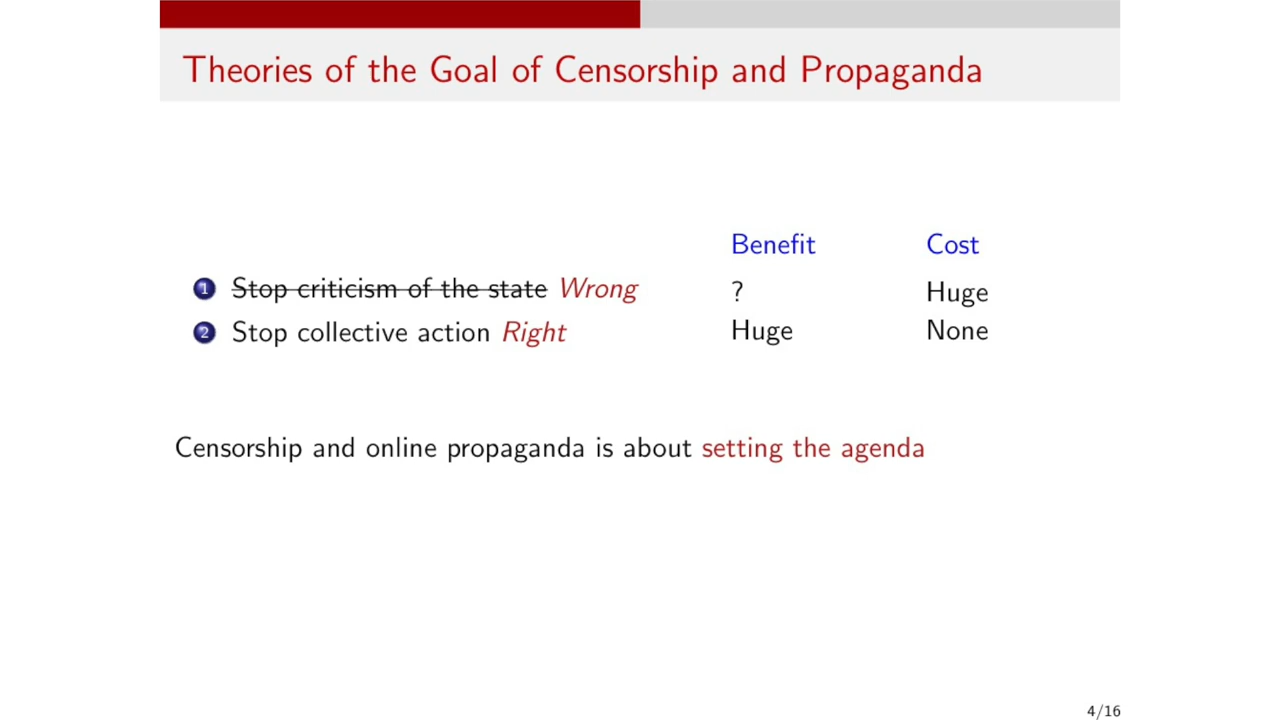 Theories of the Goal of Censorship and Propaganda
Benefit Cost
1 Stop criticism of the state Wrong ? Huge
2 Stop collective action Right Huge None
Censorship and online propaganda is about setting the agenda
4/16